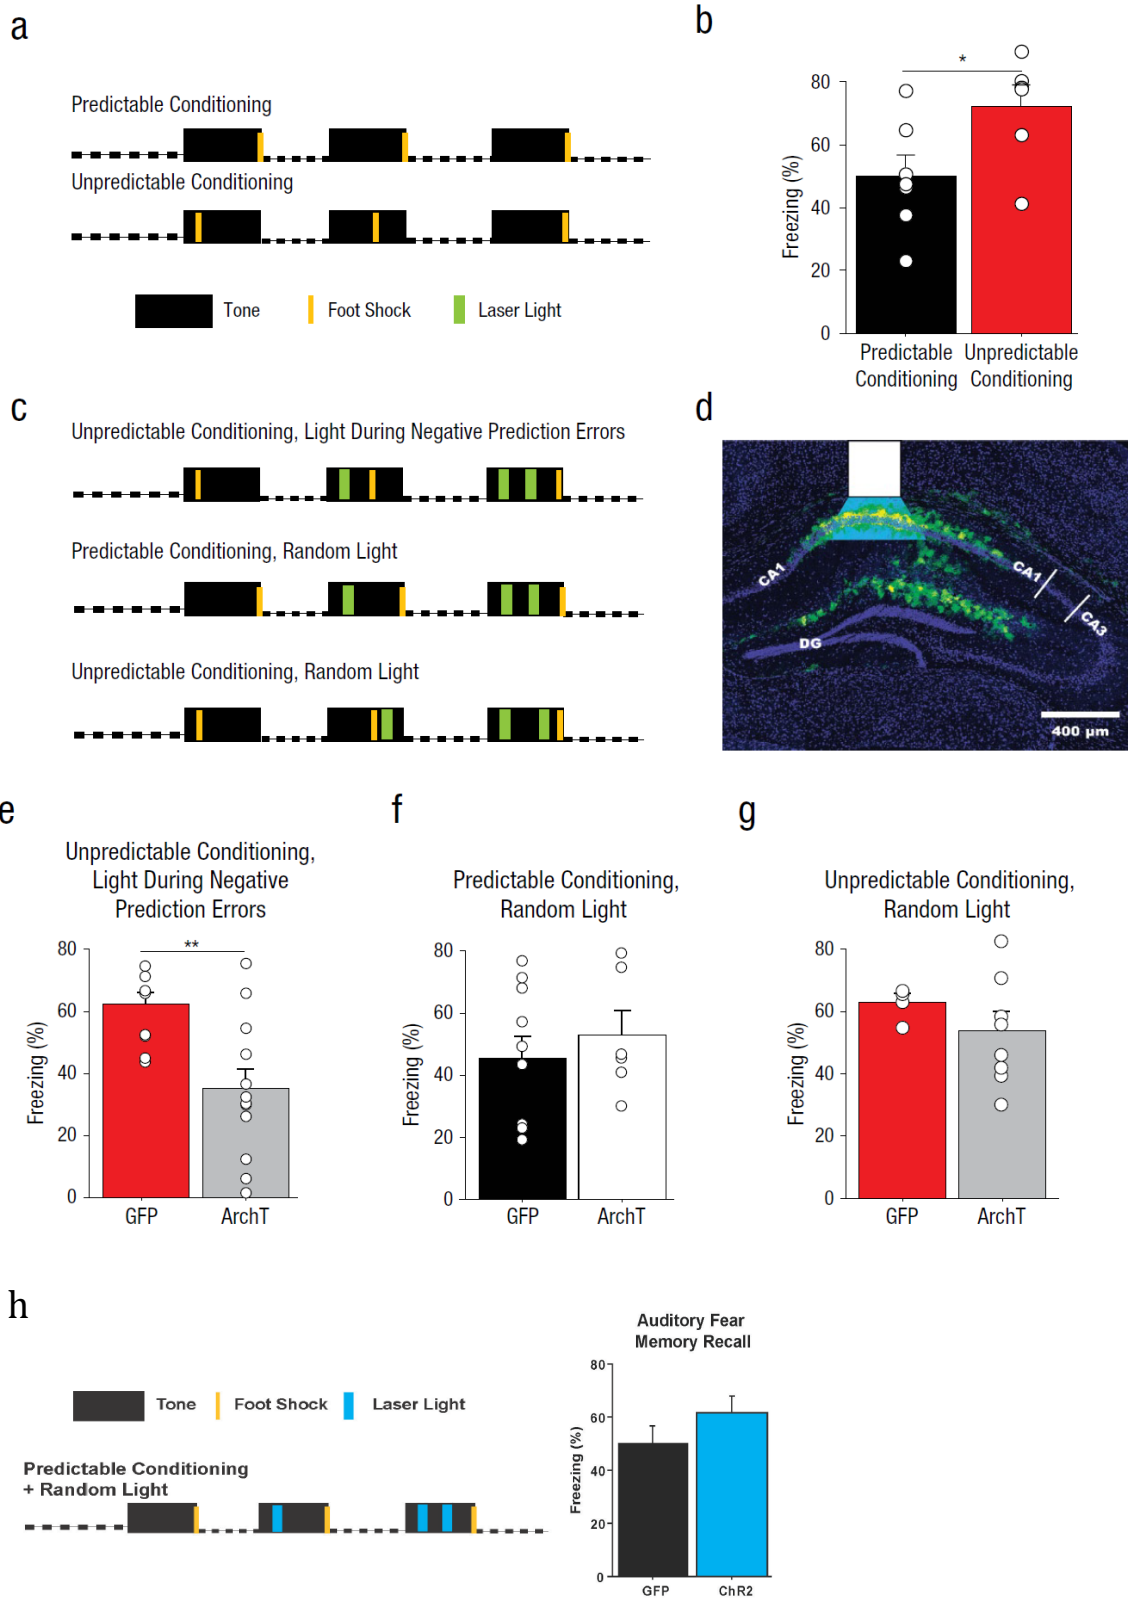 a
Predictable Conditioning
Unpredictable Conditioning
Tone
Foot Shock
Laser Light
b
*
Freezing (%)
80
60
40
20
0
Predictable Conditioning
Unpredictable Conditioning
c
Unpredictable Conditioning, Light During Negative Prediction Errors
Predictable Conditioning, Random Light
Unpredictable Conditioning, Random Light
d
CA1
CA1
CA3
DG
400 µm
e
Unpredictable Conditioning,
Light During Negative
Prediction Errors
**
Freezing (%)
80
60
40
20
0
GFP
ArchT
f
Predictable Conditioning,
Random Light
Freezing (%)
80
60
40
20
0
GFP
ArchT
g
Unpredictable Conditioning,
Random Light
Freezing (%)
80
60
40
20
0
GFP
ArchT
h
Tone
Foot Shock
Laser Light
Predictable Conditioning
+ Random Light
Auditory Fear
Memory Recall
Freezing (%)
80
60
40
20
0
GFP
ChR2